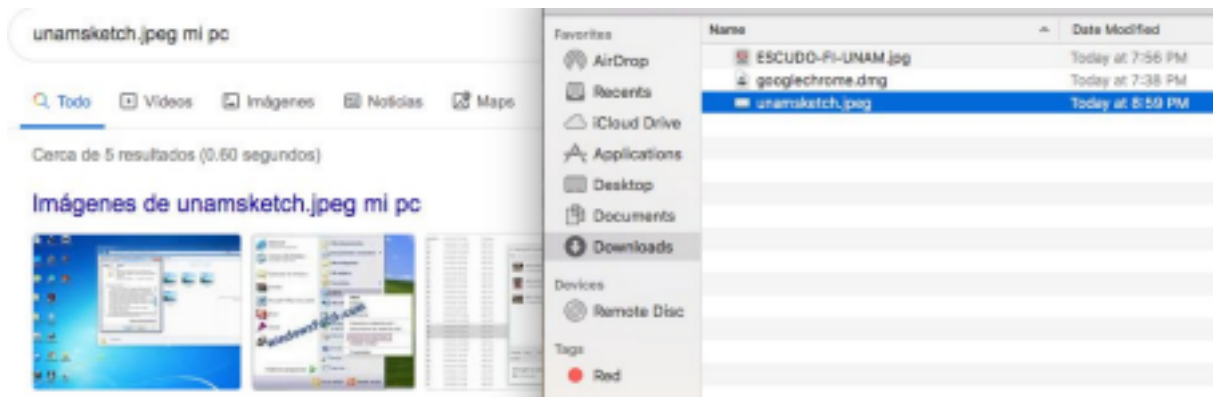 unamsketch.jpeg mi pc
Todo Videos Imágenes Noticias Maps
Cerca de 5 resultados (0.60 segundos)
Imágenes de unamsketch.jpeg mi pc
Favorites
AirDrop
Recents
iCloud Drive
Applications
Desktop
Documents
Downloads
Devices
Remote Disc
Tags
Red
Name Date Modified
ESCUDO-FI-UNAM.jpg Today at 7:56 PM
googlechrome.dmg Today at 7:38 PM
unamsketch.jpeg Today at 8:59 PM